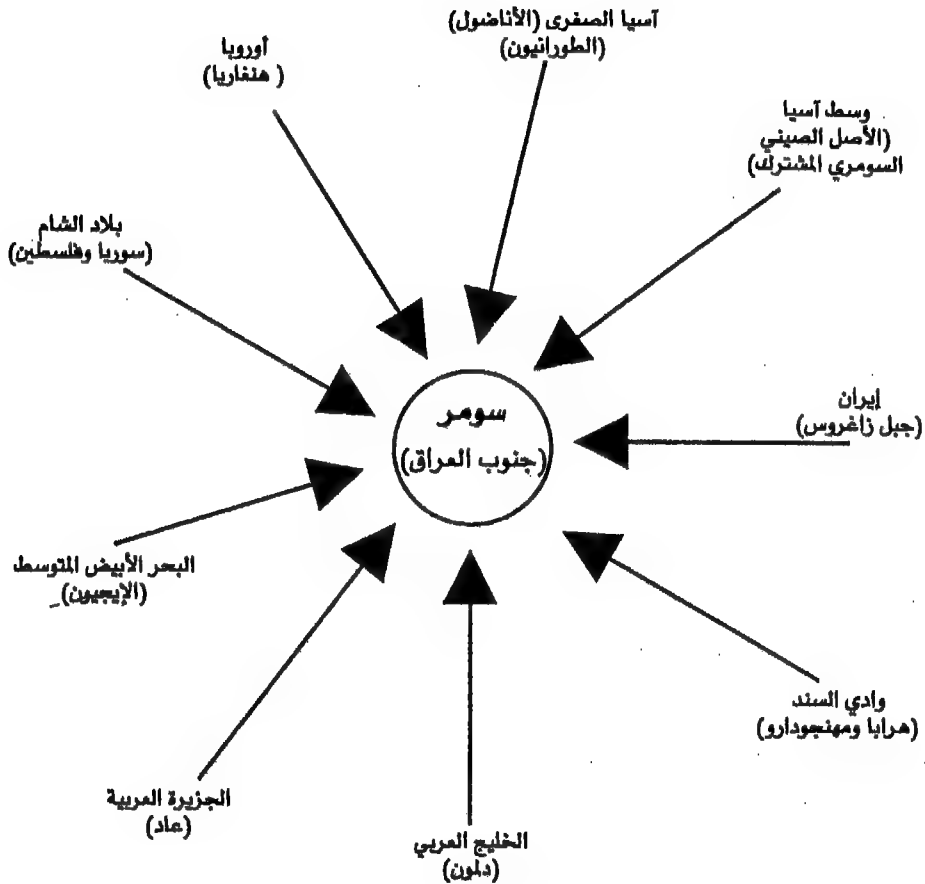 آسيا الصغرى (الأناضول)
(الطورانيون)
أوروبا
(هنغاريا)
وسط آسيا
(الأصل الصيني
السومري المشترك)
بلاد الشام
(سوريا وفلسطين)
إيران
(جبل زاغروس)
سومر
(جنوب العراق)
البحر الأبيض المتوسط
(الإيجيون)
وادي السند
(هرابا ومهنجودارو)
الجزيرة العربية
(عاد)
الخليج العربي
(دلمون)